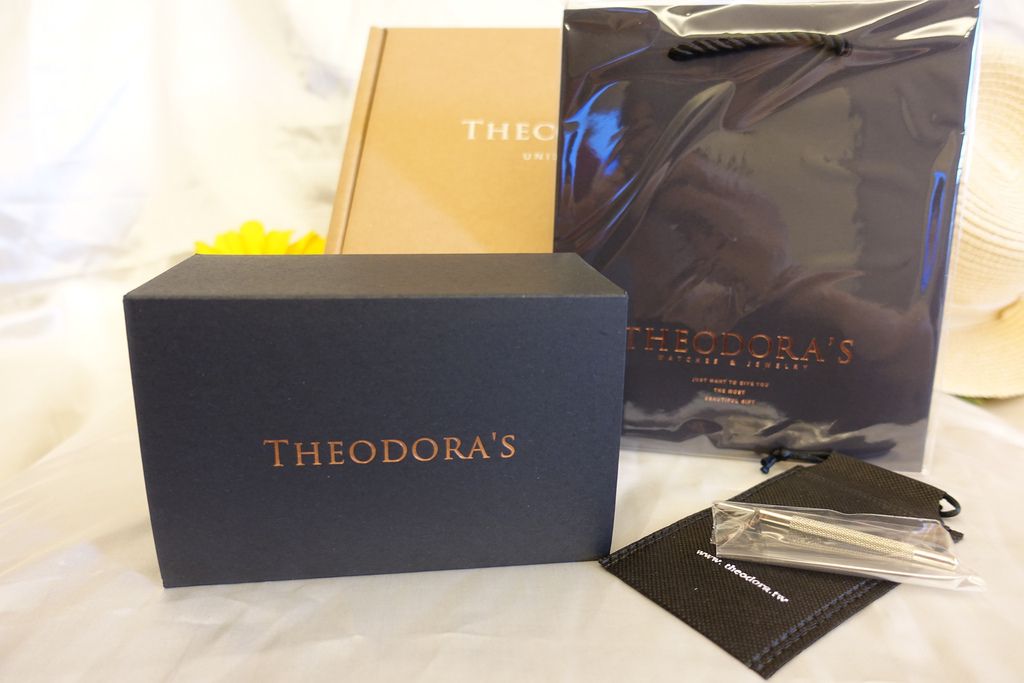 THEO
UNI
THEODORA'S
WATCHES & JEWELRY
JUST WANT TO GIVE YOU
THE MOST
BEAUTIFUL GIFT
THEODORA'S
www.theodora.tw